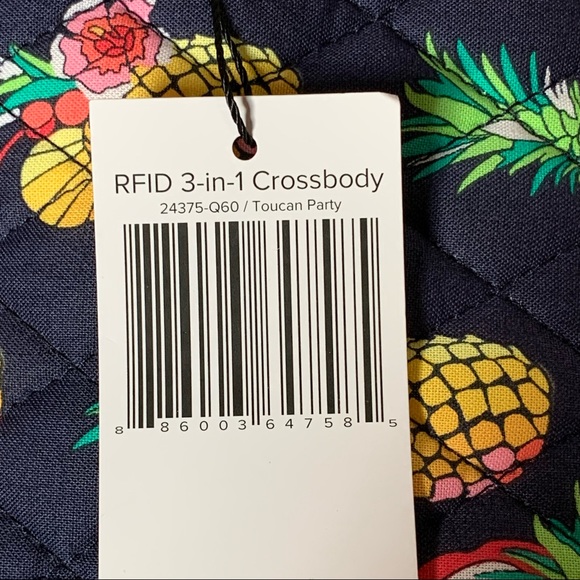 RFID 3-in-1 Crossbody
24375-Q60 / Toucan Party
8 86003 64758 5